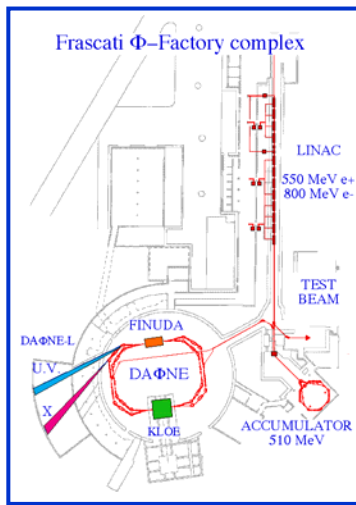 Frascati Φ–Factory complex
LINAC
550 MeV e+
800 MeV e-
TEST
BEAM
FINUDA
DAΦNE-L
U.V.
X
DAΦNE
KLOE
ACCUMULATOR
510 MeV